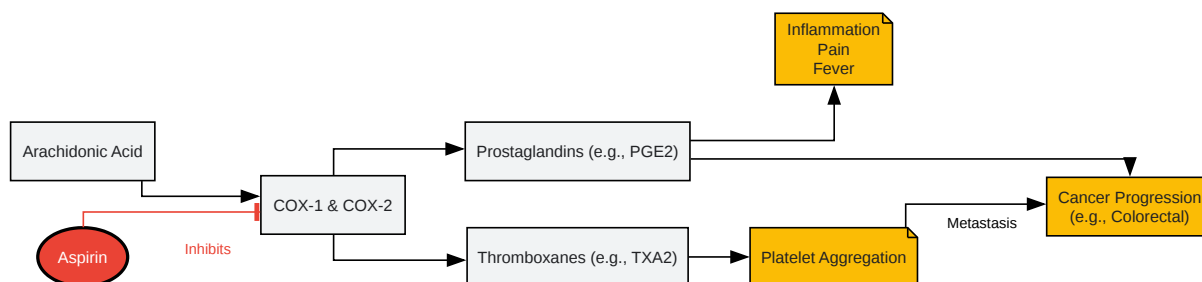 Inflammation
Pain
Fever
Arachidonic Acid
Prostaglandins (e.g., PGE2)
COX-1 & COX-2
Cancer Progression
(e.g., Colorectal)
Metastasis
Inhibits
Aspirin
Thromboxanes (e.g., TXA2)
Platelet Aggregation